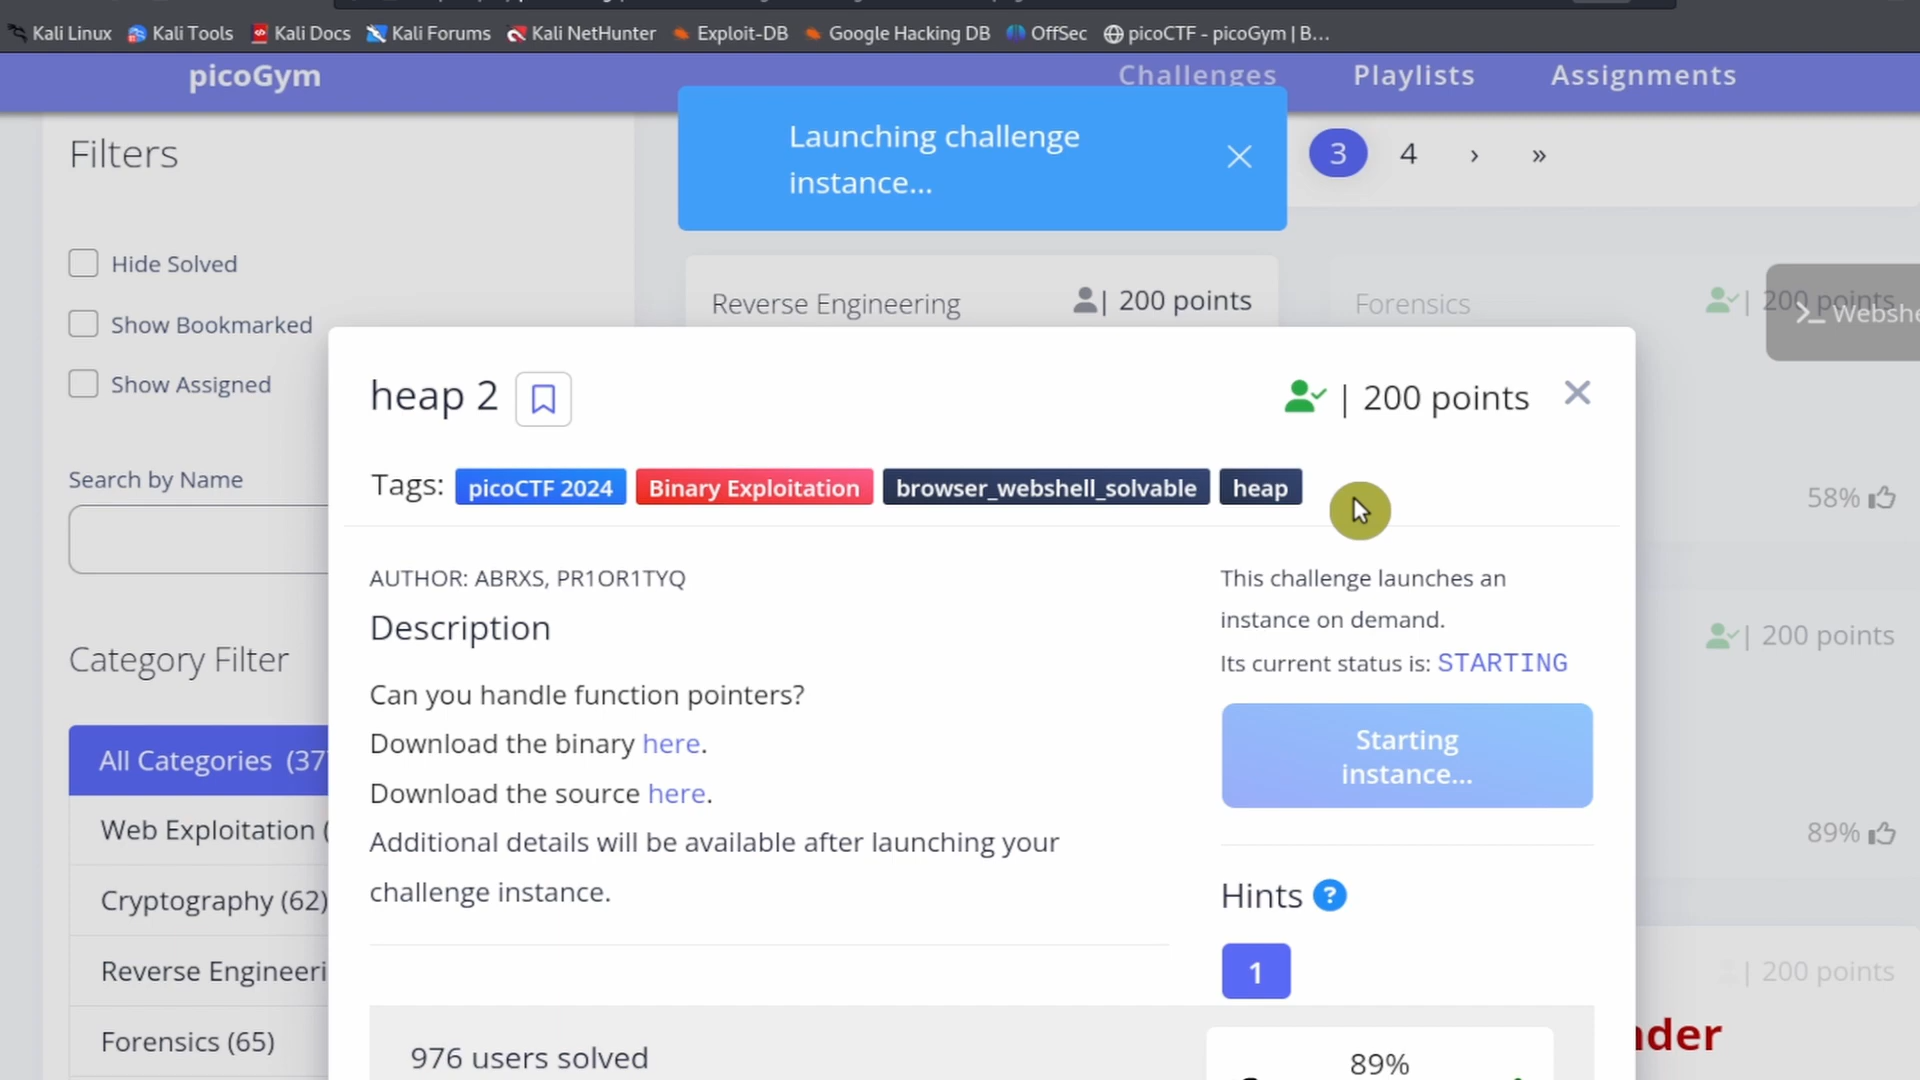 Kali Linux Kali Tools Kali Docs Kali Forums Kali NetHunter Exploit-DB Google Hacking DB OffSec picoCTF - picoGym | B...
picoGym Challenges Playlists Assignments
Launching challenge
instance...
3 4 › »
Filters
Hide Solved
Show Bookmarked
Show Assigned
Search by Name
Category Filter
All Categories (37
Web Exploitation (
Cryptography (62)
Reverse Engineeri
Forensics (65)
Reverse Engineering | 200 points
Forensics | 200 points
>_ Webshe
58%
| 200 points
89%
| 200 points
nder
heap 2 | 200 points
Tags: picoCTF 2024 Binary Exploitation browser_webshell_solvable heap
AUTHOR: ABRXS, PR1OR1TYQ
Description
Can you handle function pointers?
Download the binary here.
Download the source here.
Additional details will be available after launching your
challenge instance.
This challenge launches an
instance on demand.
Its current status is: STARTING
Starting
instance...
Hints ?
1
976 users solved
89%